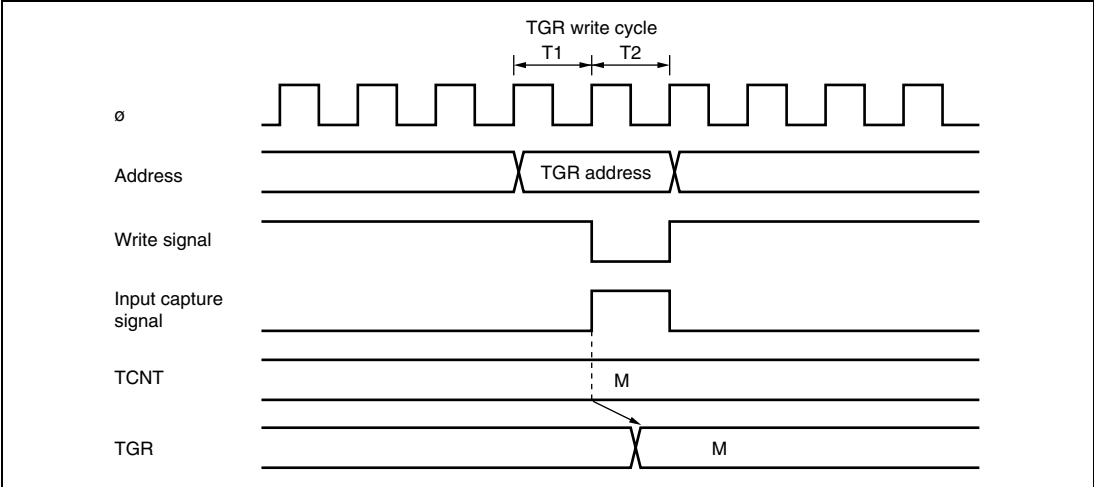 TGR write cycle
T1 T2
ø
Address
TGR address
Write signal
Input capture
signal
TCNT
M
TGR
M